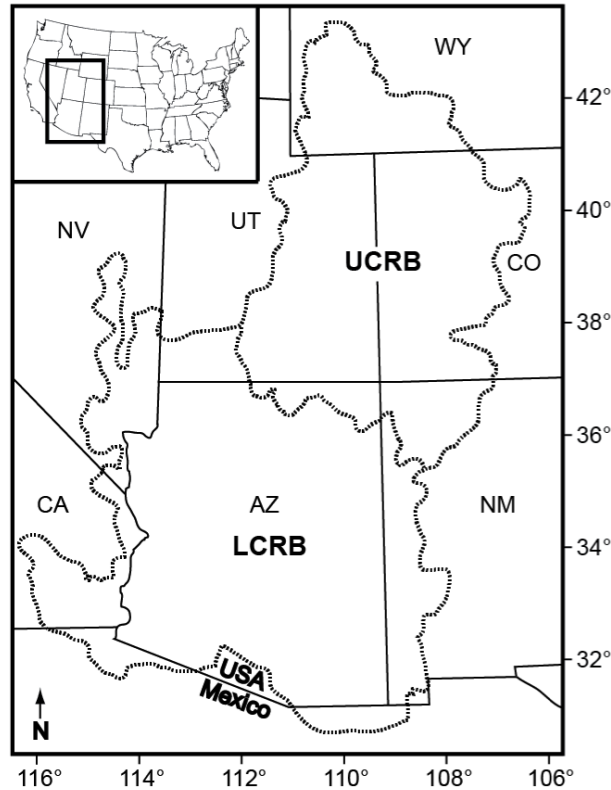 WY
42°
40°
NV
UT
UCRB
CO
38°
36°
CA
AZ
NM
LCRB
34°
32°
USA
Mexico
N
116°
114°
112°
110°
108°
106°